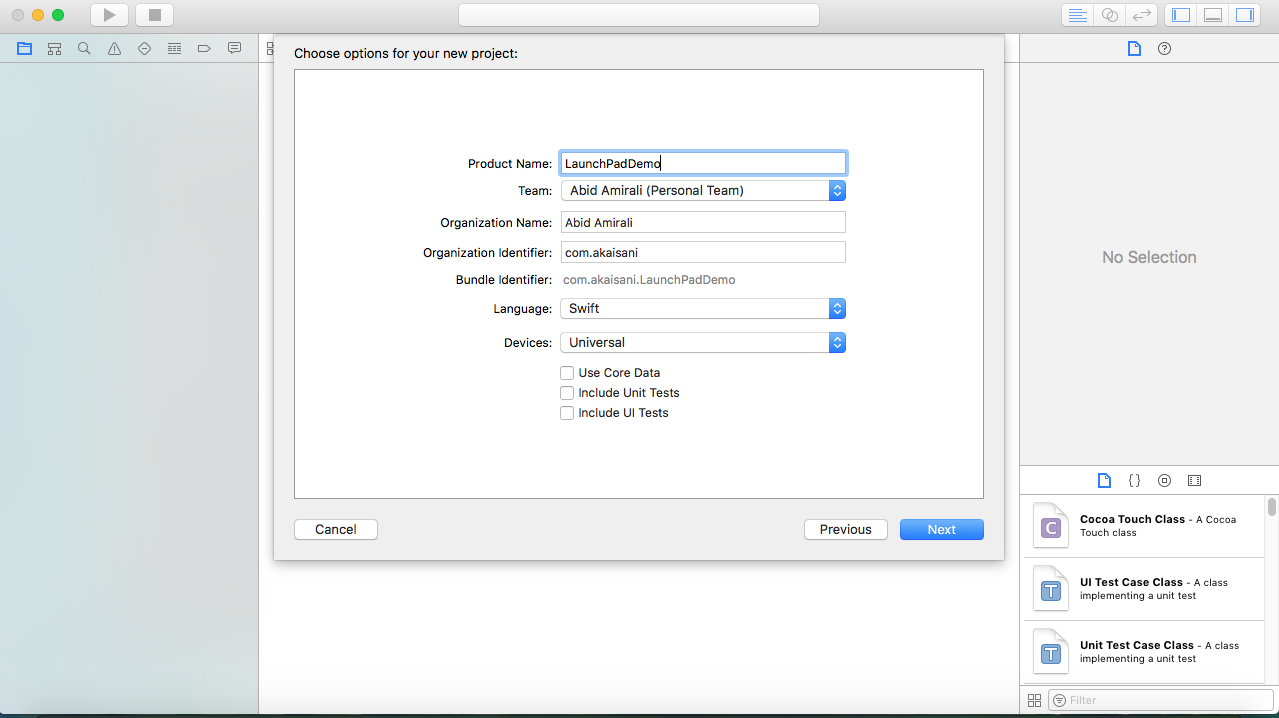 Choose options for your new project:
Product Name: LaunchPadDemo
Team: Abid Amirali (Personal Team)
Organization Name: Abid Amirali
Organization Identifier: com.akaisani
Bundle Identifier: com.akaisani.LaunchPadDemo
Language: Swift
Devices: Universal
Use Core Data
Include Unit Tests
Include UI Tests
Cancel
Previous
Next
No Selection
{}
C
Cocoa Touch Class - A Cocoa
Touch class
T
UI Test Case Class - A class
implementing a unit test
T
Unit Test Case Class - A class
implementing a unit test
Filter